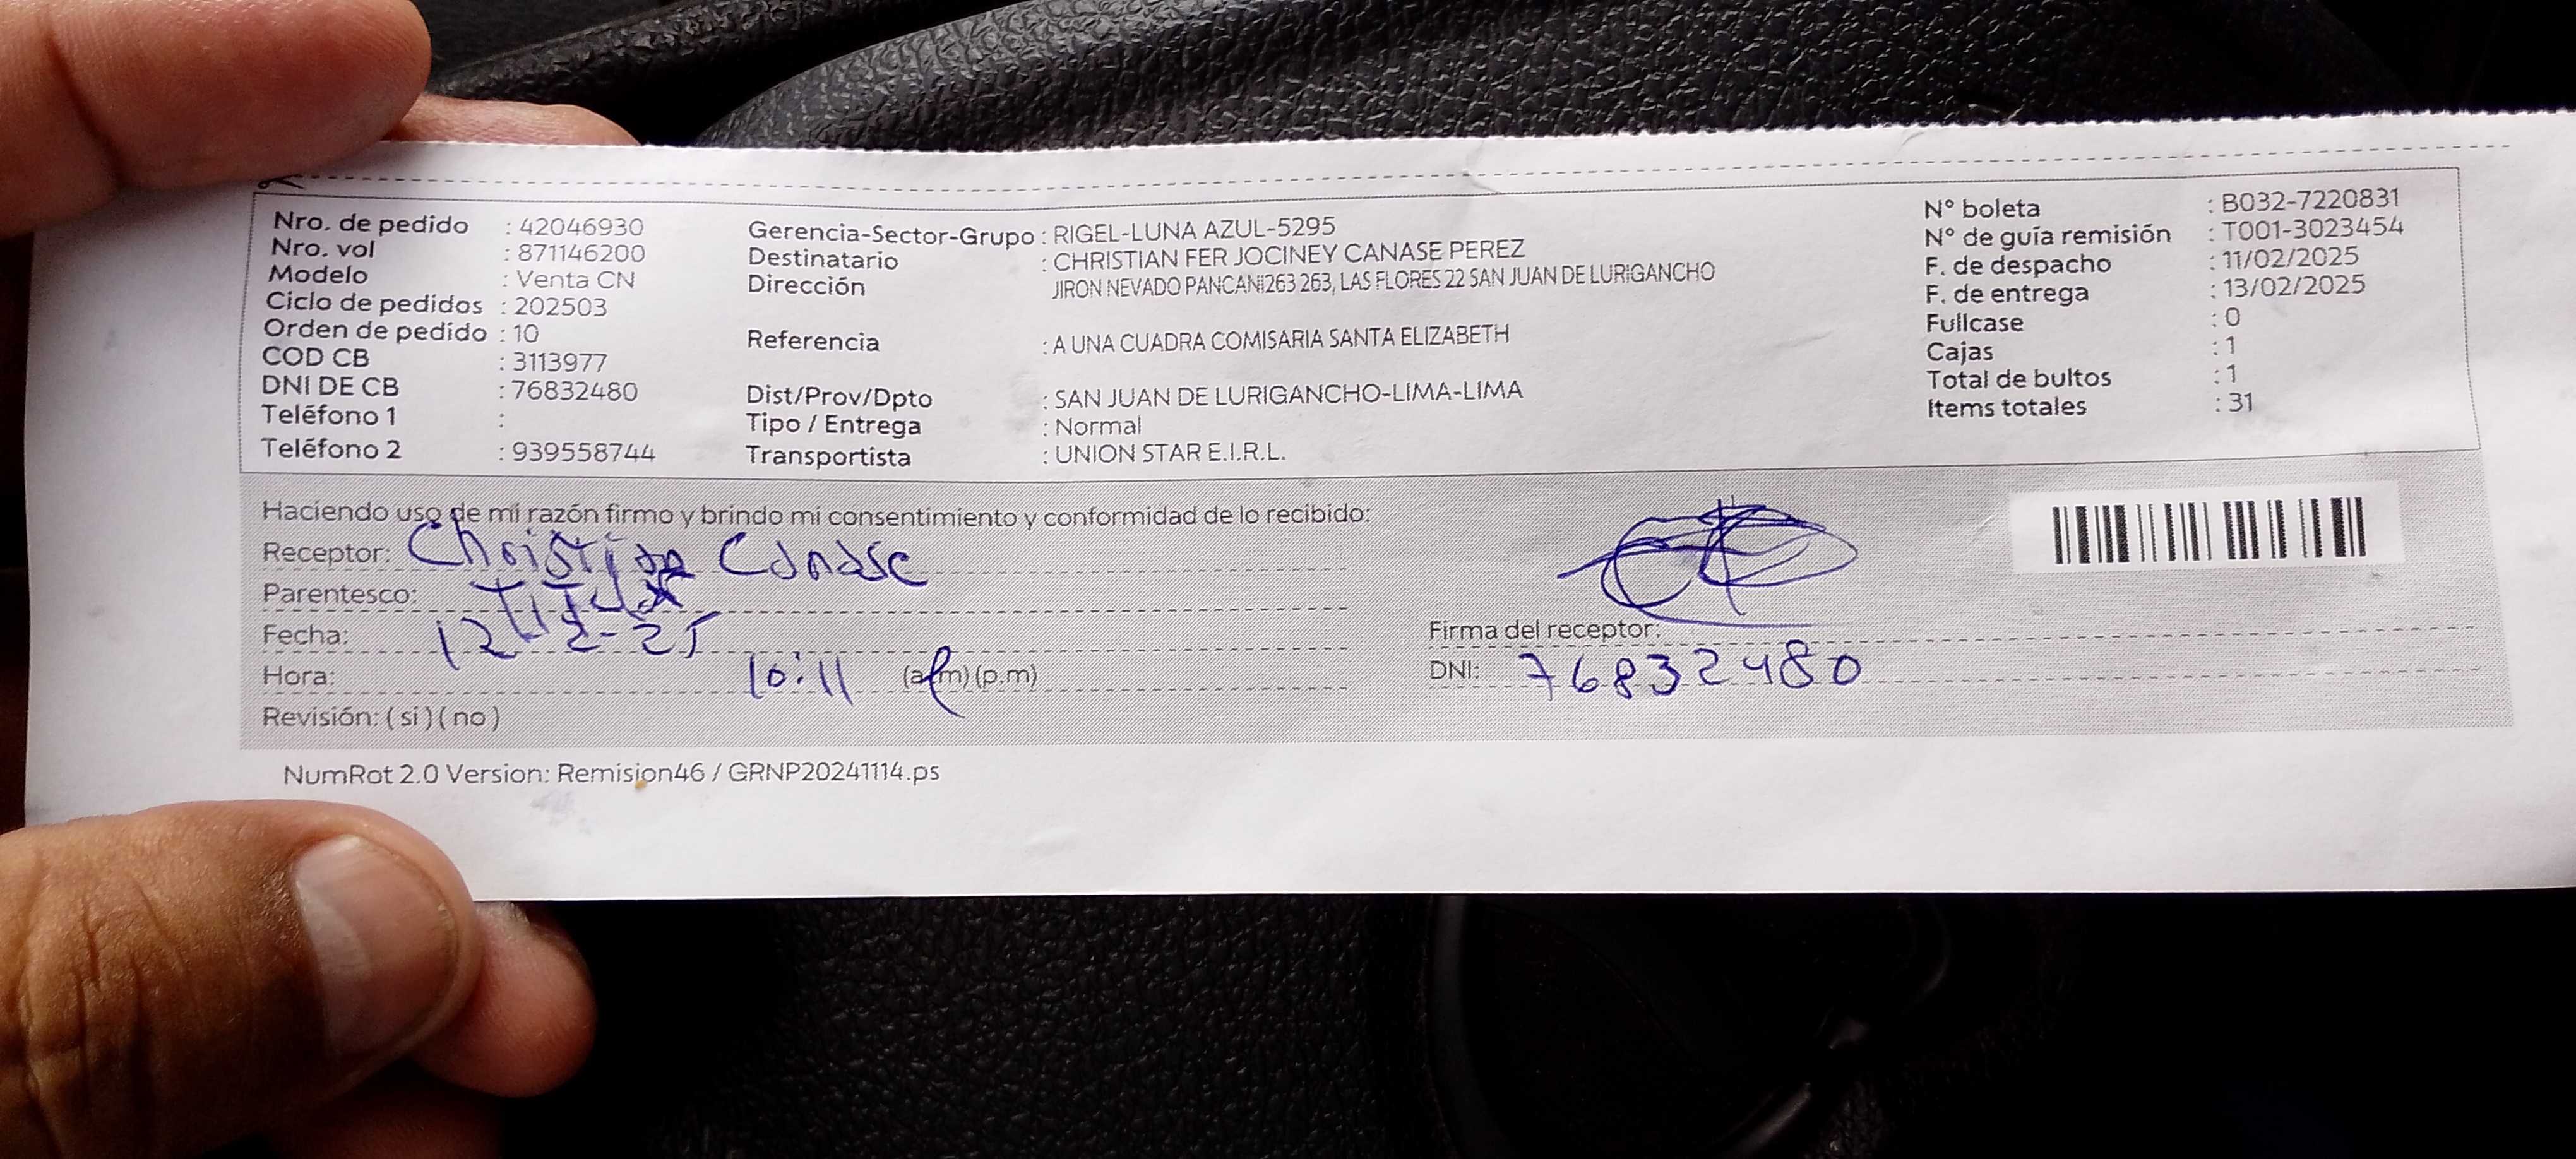 Nro. de pedido : 42046930
Nro. vol : 871146200
Modelo : Venta CN
Ciclo de pedidos : 202503
Orden de pedido : 10
COD CB : 3113977
DNI DE CB : 76832480
Teléfono 1 :
Teléfono 2 : 939558744
Gerencia-Sector-Grupo : RIGEL-LUNA AZUL-5295
Destinatario : CHRISTIAN FER JOCINEY CANASE PEREZ
Dirección JIRON NEVADO PANCANI263 263, LAS FLORES 22 SAN JUAN DE LURIGANCHO
Referencia : A UNA CUADRA COMISARIA SANTA ELIZABETH
Dist/Prov/Dpto : SAN JUAN DE LURIGANCHO-LIMA-LIMA
Tipo / Entrega : Normal
Transportista : UNION STAR E.I.R.L.
N° boleta : B032-7220831
N° de guía remisión : T001-3023454
F. de despacho : 11/02/2025
F. de entrega : 13/02/2025
Fullcase : 0
Cajas : 1
Total de bultos : 1
Items totales : 31
Haciendo uso de mi razón firmo y brindo mi consentimiento y conformidad de lo recibido:
Receptor: Christian Canase
Parentesco: Titular
Fecha: 12-2-25
Hora: 10:11 (a.m) (p.m)
Revisión: ( si ) ( no )
Firma del receptor:
DNI: 76832480
NumRot 2.0 Version: Remision46 / GRNP20241114.ps